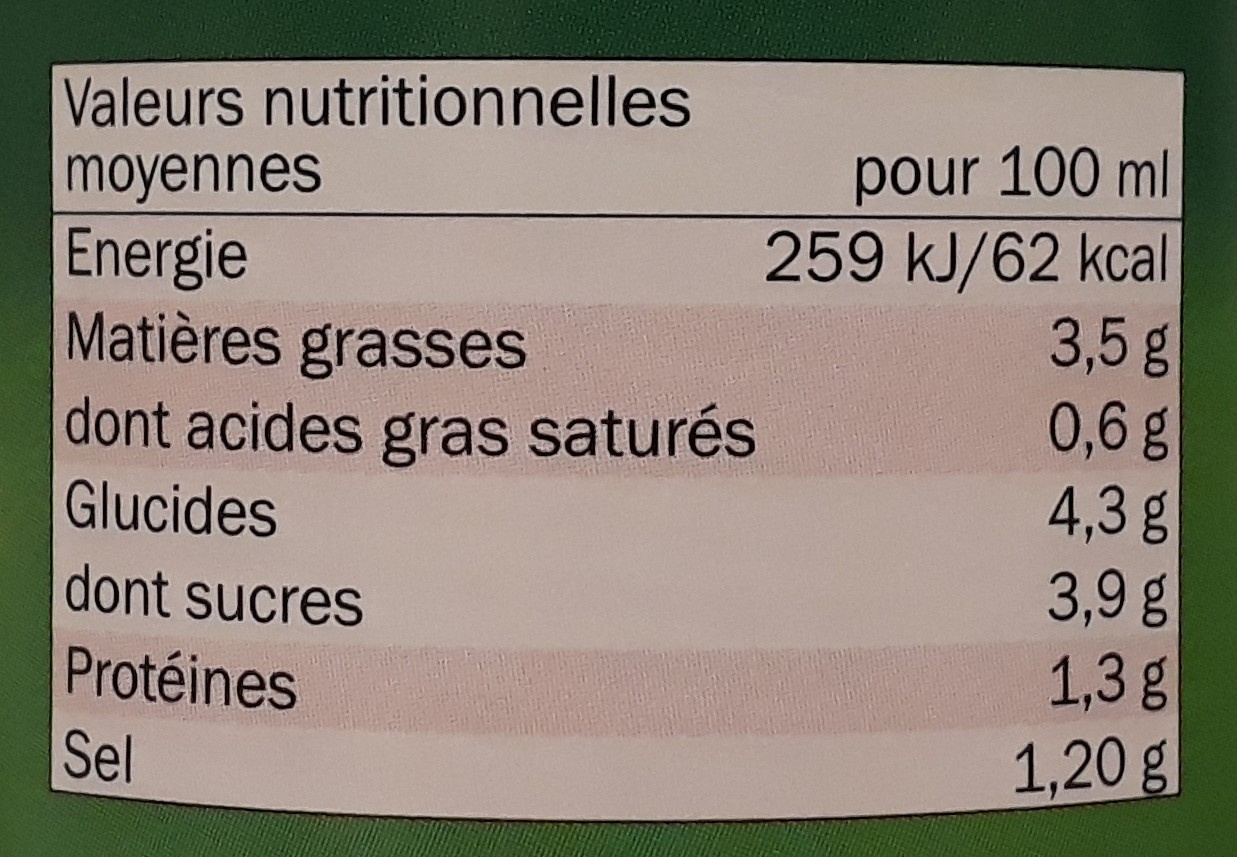 Valeurs nutritionnelles
moyennes pour 100 ml
Energie 259 kJ/62 kcal
Matières grasses 3,5 g
dont acides gras saturés 0,6 g
Glucides 4,3 g
dont sucres 3,9 g
Protéines 1,3 g
Sel 1,20 g